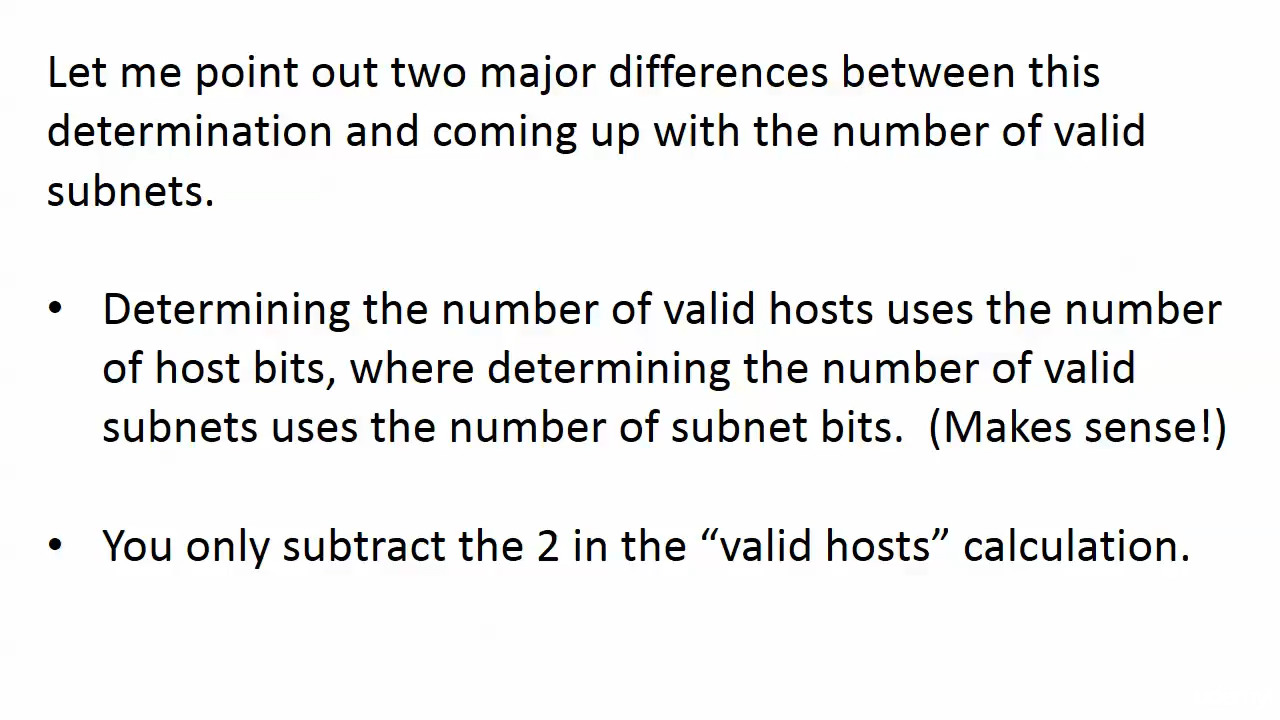 Let me point out two major differences between this
determination and coming up with the number of valid
subnets.
• Determining the number of valid hosts uses the number
of host bits, where determining the number of valid
subnets uses the number of subnet bits.  (Makes sense!)
• You only subtract the 2 in the “valid hosts” calculation.